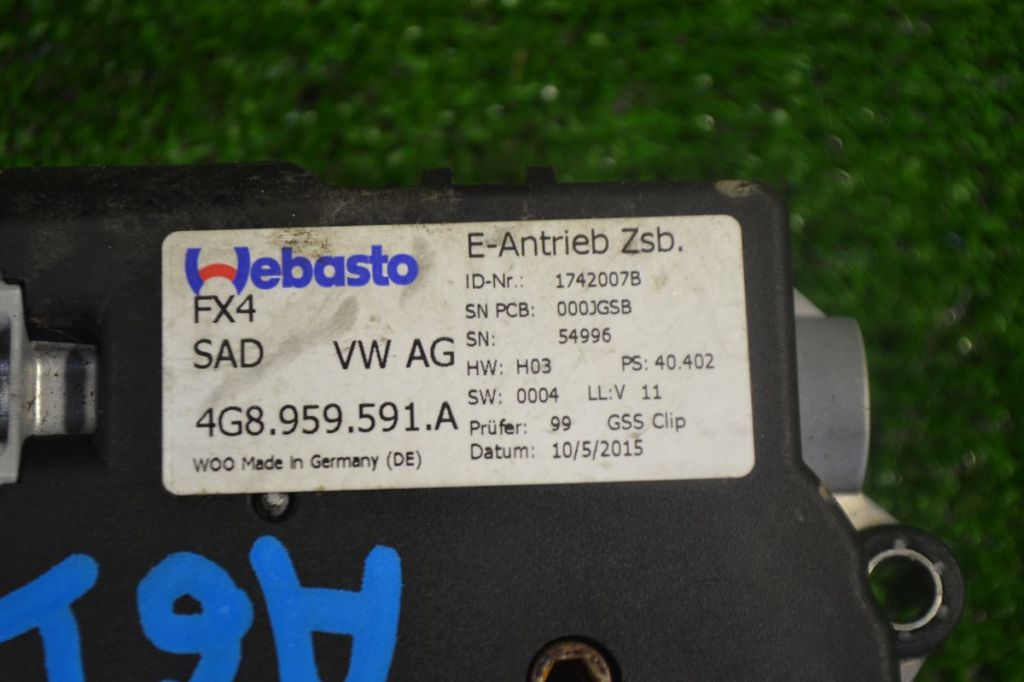 Webasto
FX4
SAD VW AG
4G8.959.591.A
WOO Made in Germany (DE)
E-Antrieb Zsb.
ID-Nr.: 1742007B
SN PCB: 000JGSB
SN: 54996
HW: H03 PS: 40.402
SW: 0004 LL:V 11
Prüfer: 99 GSS Clip
Datum: 10/5/2015